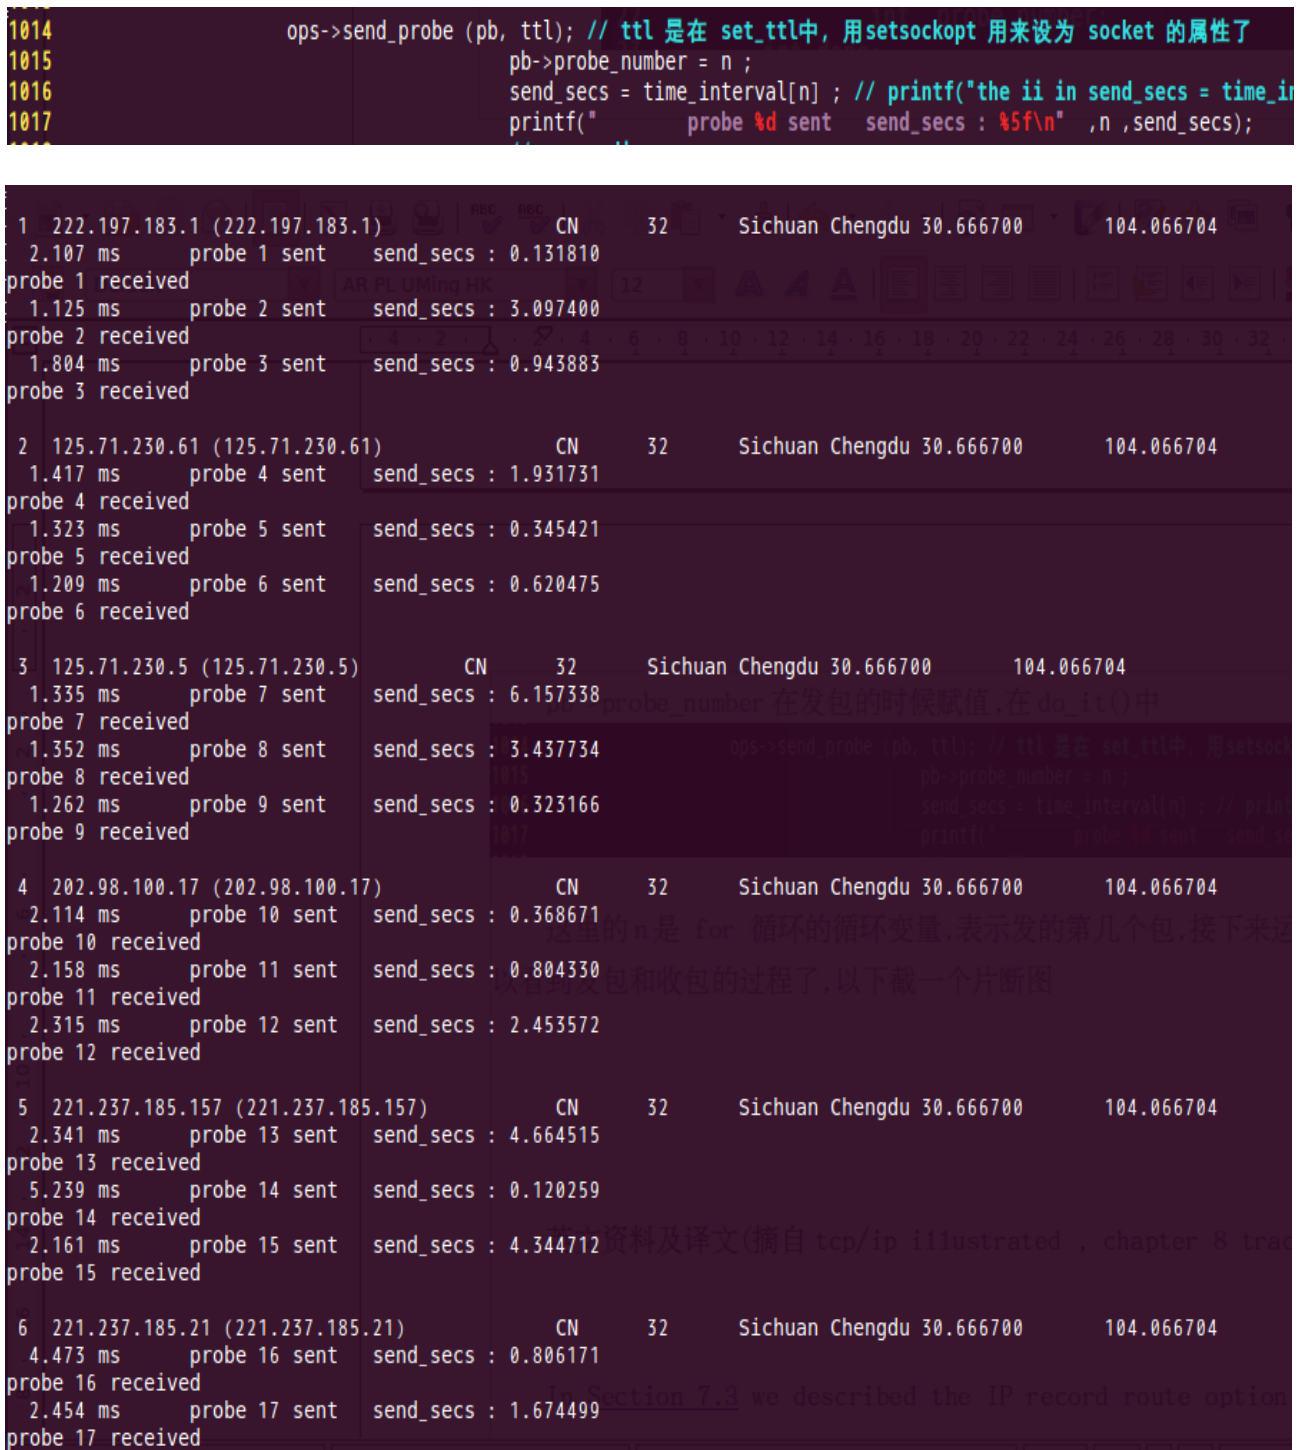 1014 ops->send_probe (pb, ttl); // ttl 是在 set_ttl中, 用setsockopt 用来设为 socket 的属性了
1015 pb->probe_number = n ;
1016 send_secs = time_interval[n] ; // printf("the ii in send_secs = time_in
1017 printf(" probe %d sent send_secs : %5f\n" ,n ,send_secs);
1 222.197.183.1 (222.197.183.1) CN 32 Sichuan Chengdu 30.666700 104.066704
2.107 ms probe 1 sent send_secs : 0.131810
probe 1 received
1.125 ms probe 2 sent send_secs : 3.097400
probe 2 received
1.804 ms probe 3 sent send_secs : 0.943883
probe 3 received
2 125.71.230.61 (125.71.230.61) CN 32 Sichuan Chengdu 30.666700 104.066704
1.417 ms probe 4 sent send_secs : 1.931731
probe 4 received
1.323 ms probe 5 sent send_secs : 0.345421
probe 5 received
1.209 ms probe 6 sent send_secs : 0.620475
probe 6 received
3 125.71.230.5 (125.71.230.5) CN 32 Sichuan Chengdu 30.666700 104.066704
1.335 ms probe 7 sent send_secs : 6.157338
probe 7 received
1.352 ms probe 8 sent send_secs : 3.437734
probe 8 received
1.262 ms probe 9 sent send_secs : 0.323166
probe 9 received
4 202.98.100.17 (202.98.100.17) CN 32 Sichuan Chengdu 30.666700 104.066704
2.114 ms probe 10 sent send_secs : 0.368671
probe 10 received
2.158 ms probe 11 sent send_secs : 0.804330
probe 11 received
2.315 ms probe 12 sent send_secs : 2.453572
probe 12 received
5 221.237.185.157 (221.237.185.157) CN 32 Sichuan Chengdu 30.666700 104.066704
2.341 ms probe 13 sent send_secs : 4.664515
probe 13 received
5.239 ms probe 14 sent send_secs : 0.120259
probe 14 received
2.161 ms probe 15 sent send_secs : 4.344712
probe 15 received
6 221.237.185.21 (221.237.185.21) CN 32 Sichuan Chengdu 30.666700 104.066704
4.473 ms probe 16 sent send_secs : 0.806171
probe 16 received
2.454 ms probe 17 sent send_secs : 1.674499
probe 17 received